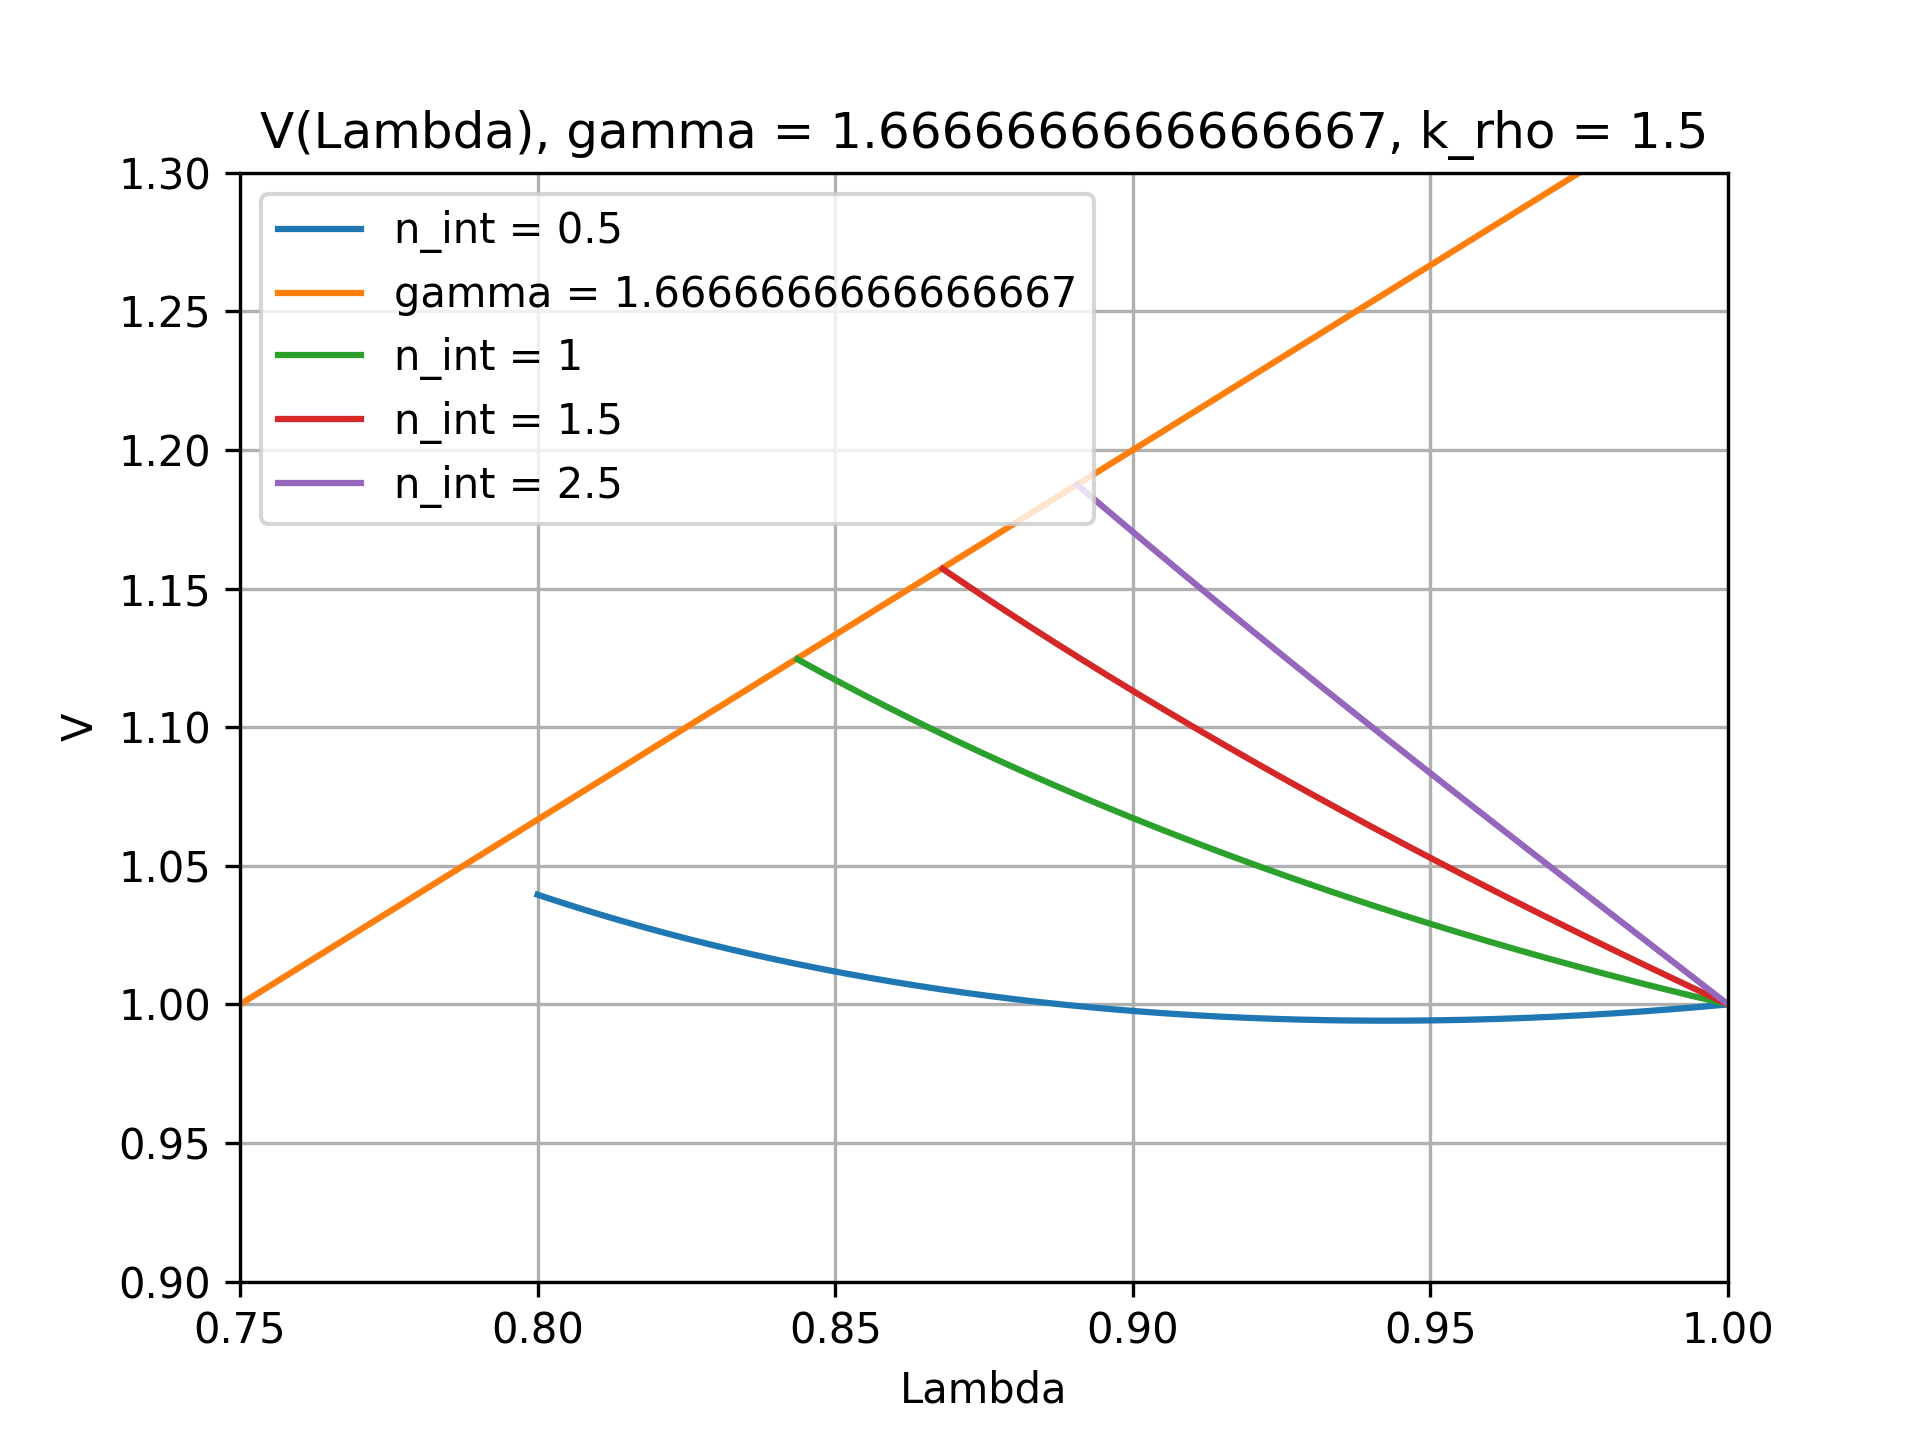 V(Lambda), gamma = 1.6666666666666667, k_rho = 1.5
1.30
1.25
1.20
1.15
1.10
1.05
1.00
0.95
0.90
V
n_int = 0.5
gamma = 1.6666666666666667
n_int = 1
n_int = 1.5
n_int = 2.5
0.75 0.80 0.85 0.90 0.95 1.00
Lambda